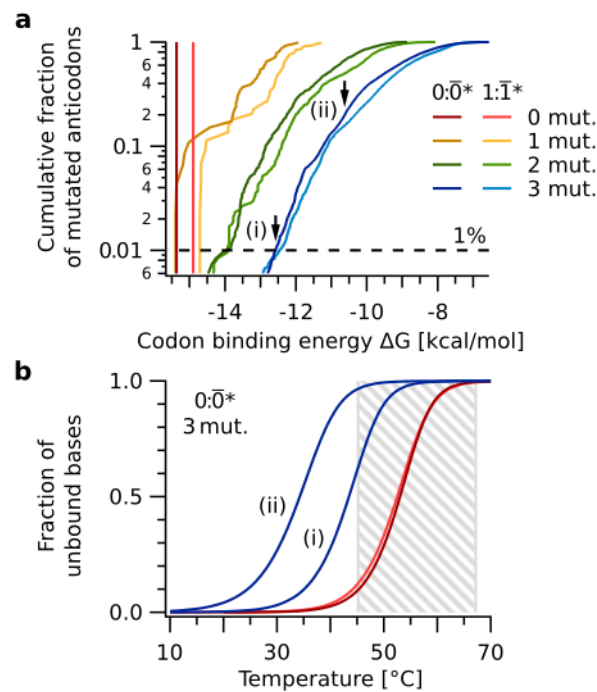 a
Cumulative fraction
of mutated anticodons
1
6
4
2
0.1
6
4
2
0.01
6
(i)
(ii)
0:0̅* 1:1̅*
0 mut.
1 mut.
2 mut.
3 mut.
1%
-14 -12 -10 -8
Codon binding energy ΔG [kcal/mol]
b
Fraction of
unbound bases
1.0
0.5
0.0
0:0̅*
3 mut.
(ii)
(i)
10 30 50 70
Temperature [°C]